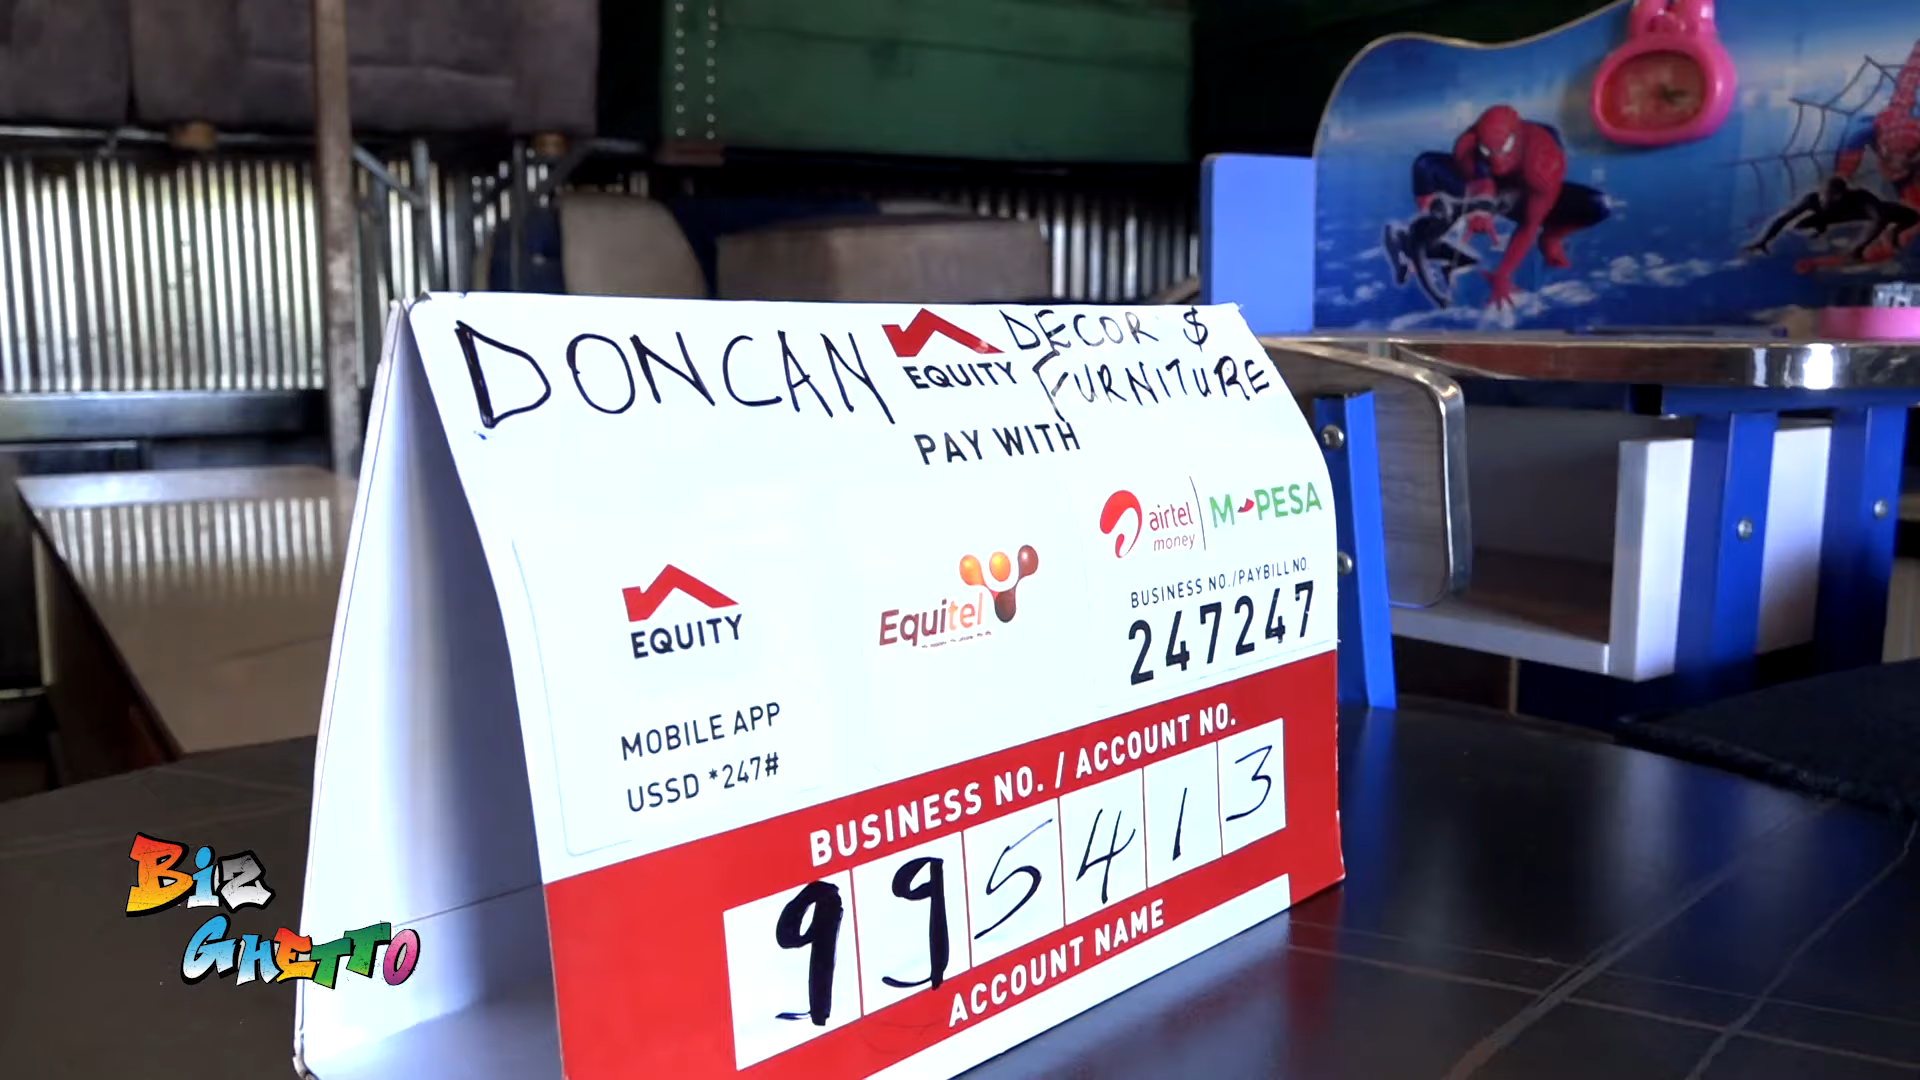 DONCAN DECOR $ FURNITURE
EQUITY
PAY WITH
EQUITY
MOBILE APP
USSD *247#
Equitel
airtel money
M-PESA
BUSINESS NO./PAYBILL NO.
247247
BUSINESS NO. / ACCOUNT NO.
995413
ACCOUNT NAME
Biz
GHETTO